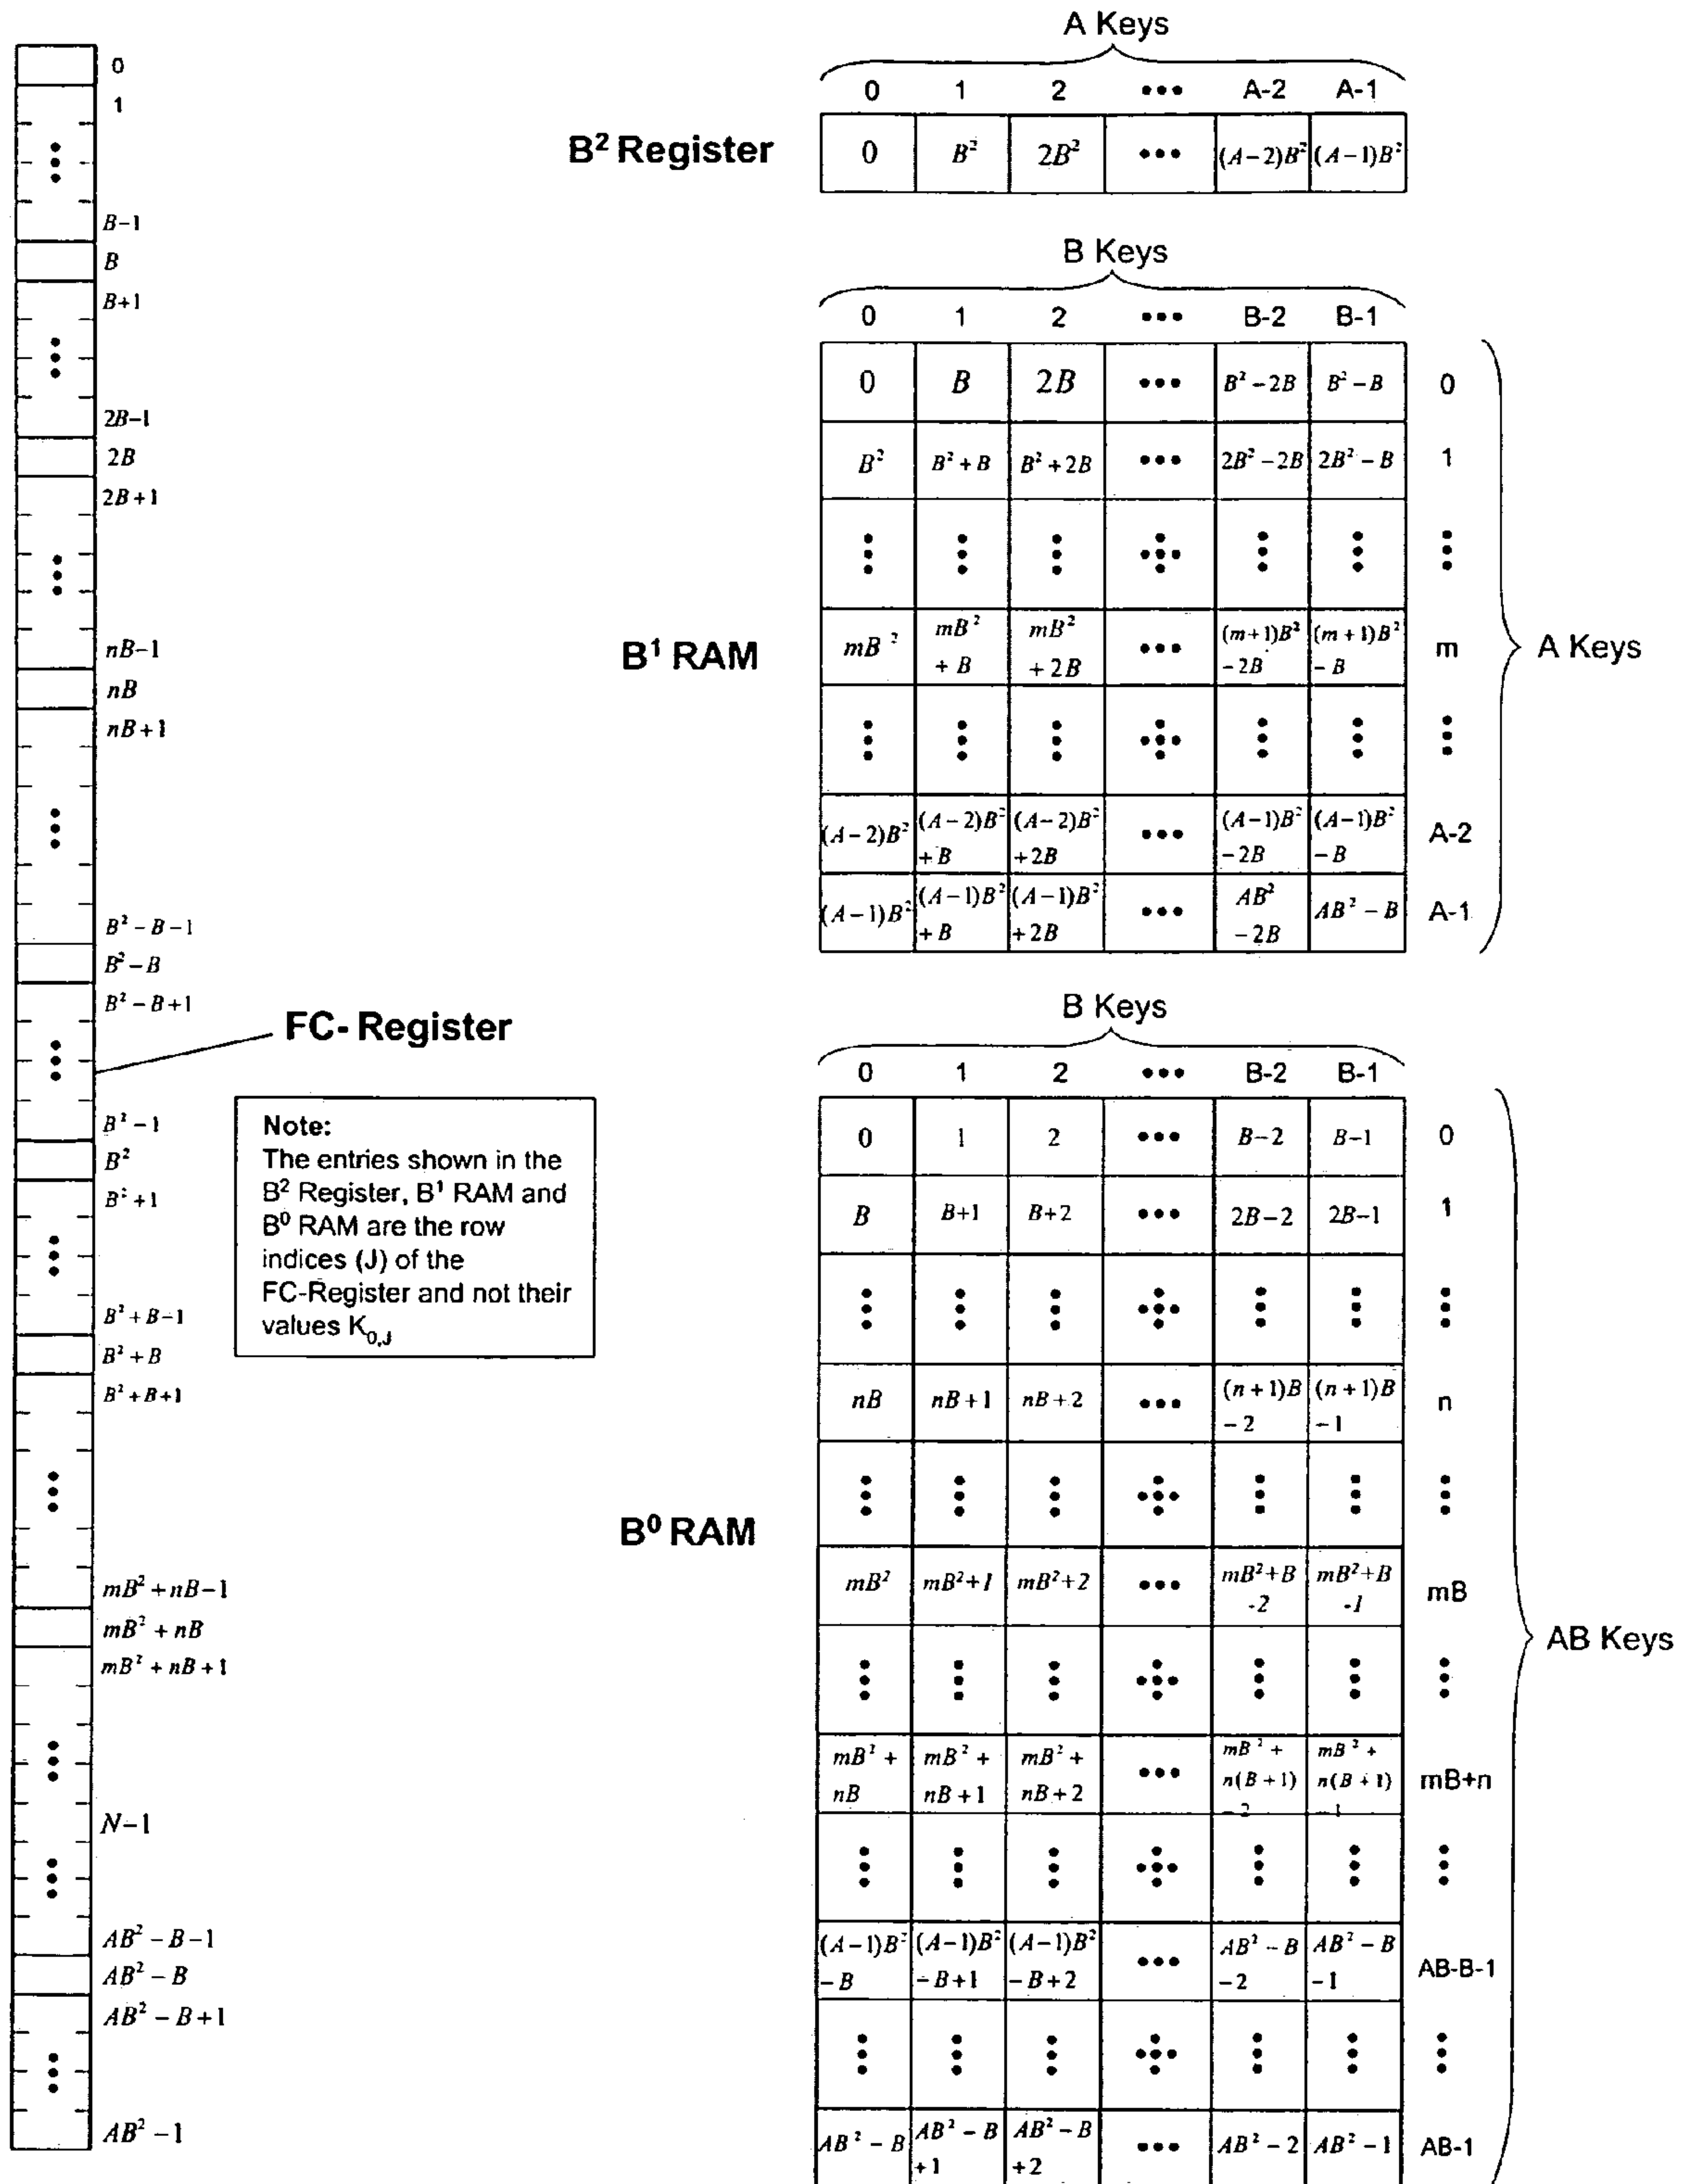 0
1
B−1
B
B+1
2B−1
2B
2B+1
nB−1
nB
nB+1
B² − B − 1
B² − B
B² − B + 1
B² − 1
B²
B² + 1
B² + B − 1
B² + B
B² + B + 1
mB² + nB − 1
mB² + nB
mB² + nB + 1
N−1
AB² − B − 1
AB² − B
AB² − B + 1
AB² − 1
FC- Register
Note:
The entries shown in the
B² Register, B¹ RAM and
B⁰ RAM are the row
indices (J) of the
FC-Register and not their
values K₀,J
A Keys
0 1 2 ••• A-2 A-1
B² Register
0 B² 2B² ••• (A−2)B² (A−1)B²
B Keys
0 1 2 ••• B-2 B-1
B¹ RAM
0 B 2B ••• B² − 2B B² − B 0
B² B² + B B² + 2B ••• 2B² − 2B 2B² − B 1
mB² mB² + B mB² + 2B ••• (m+1)B² − 2B (m+1)B² − B m
(A−2)B² (A−2)B² + B (A−2)B² + 2B ••• (A−1)B² − 2B (A−1)B² − B A-2
(A−1)B² (A−1)B² + B (A−1)B² + 2B ••• AB² − 2B AB² − B A-1
A Keys
B Keys
0 1 2 ••• B-2 B-1
B⁰ RAM
0 1 2 ••• B−2 B−1 0
B B+1 B+2 ••• 2B−2 2B−1 1
nB nB+1 nB+2 ••• (n+1)B − 2 (n+1)B − 1 n
mB² mB²+1 mB²+2 ••• mB²+B -2 mB²+B -1 mB
mB² + nB mB² + nB + 1 mB² + nB + 2 ••• mB² + n(B+1) − 2 mB² + n(B+1) − 1 mB+n
(A−1)B² − B (A−1)B² − B + 1 (A−1)B² − B + 2 ••• AB² − B − 2 AB² − B − 1 AB-B-1
AB² − B AB² − B + 1 AB² − B + 2 ••• AB² − 2 AB² − 1 AB-1
AB Keys